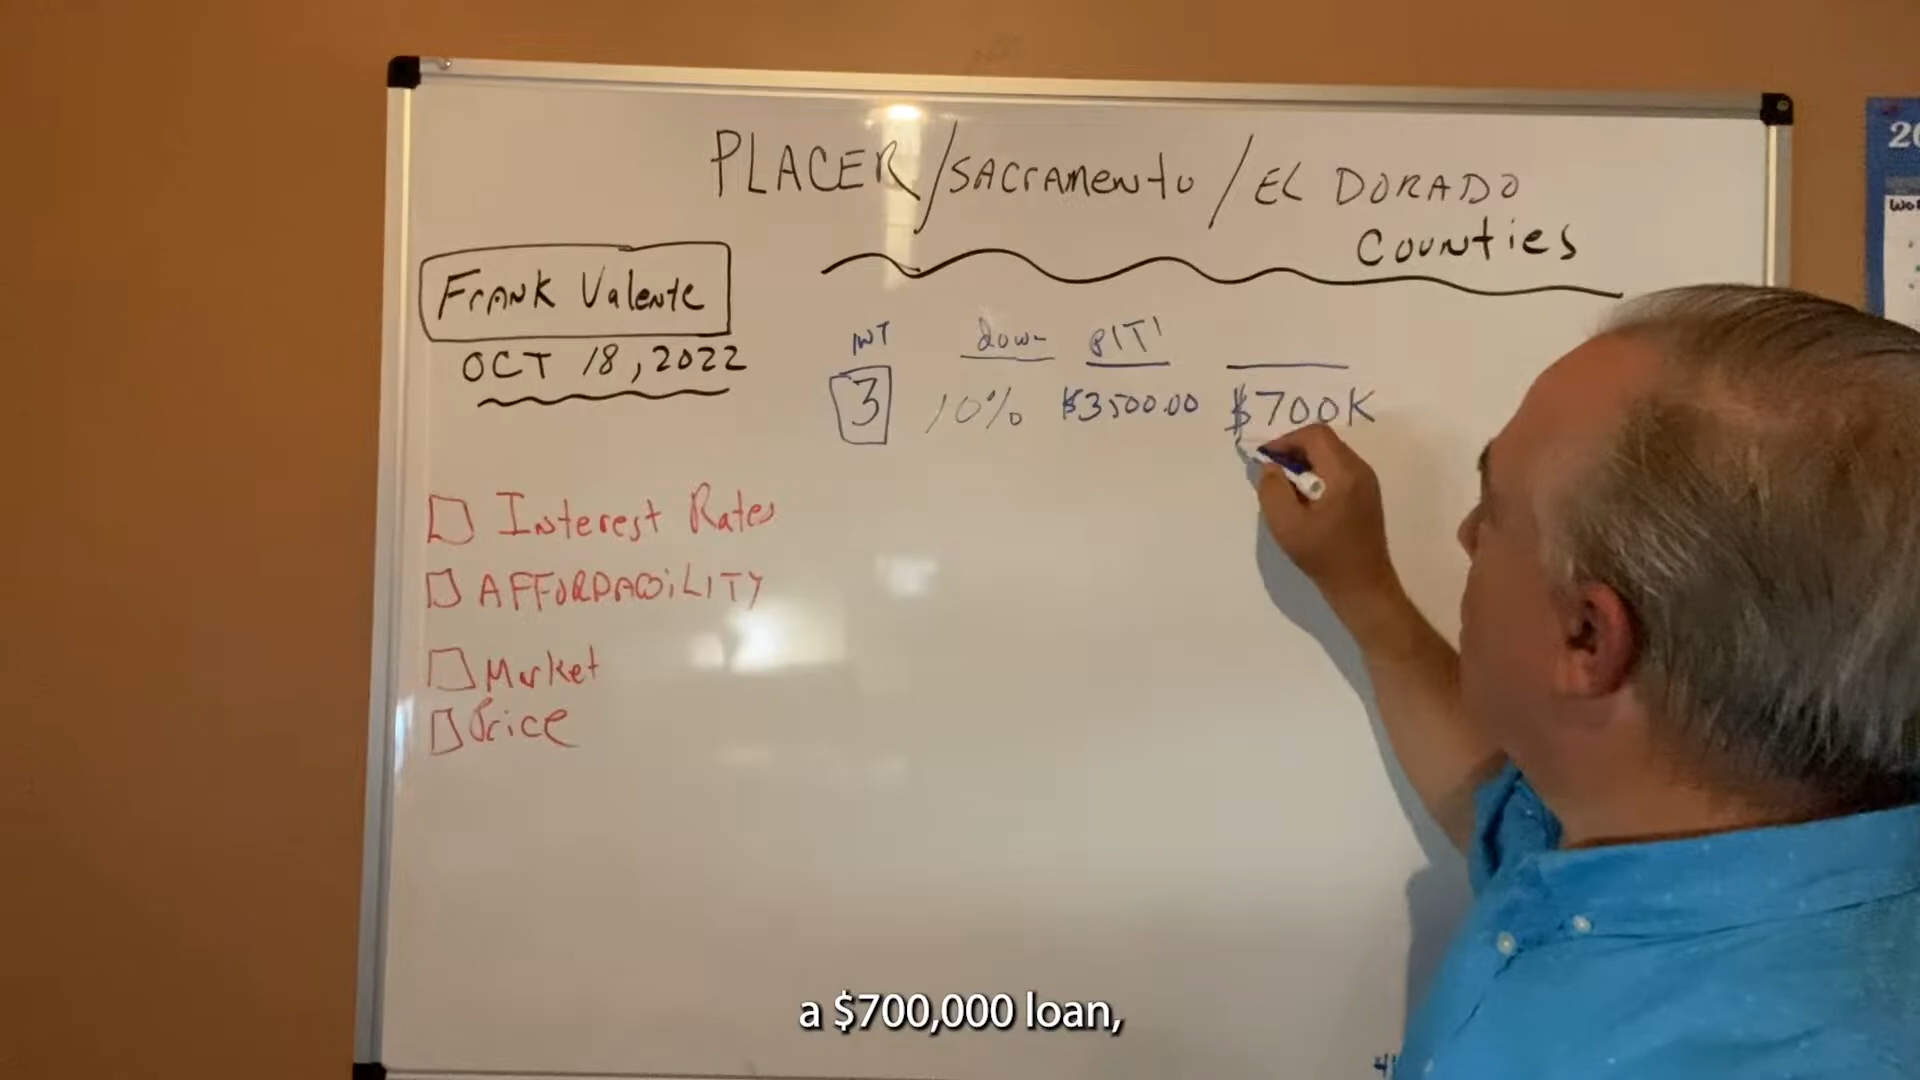 PLACER/SACramento/EL DORADO
Counties
Frank Valente
OCT 18, 2022
INT down PITI
3 10% $3500.00 $700K
Interest Rates
AFFORDABiLITY
Market
Price
a $700,000 loan,